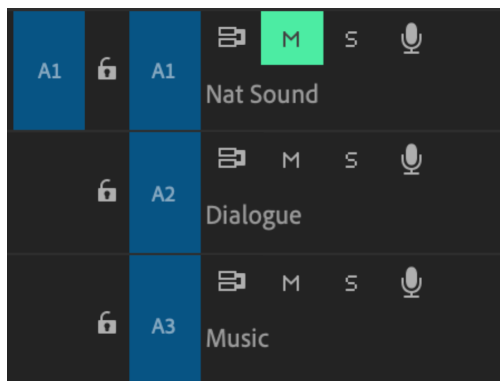 A1 A1 M S
Nat Sound
A2 M S
Dialogue
A3 M S
Music